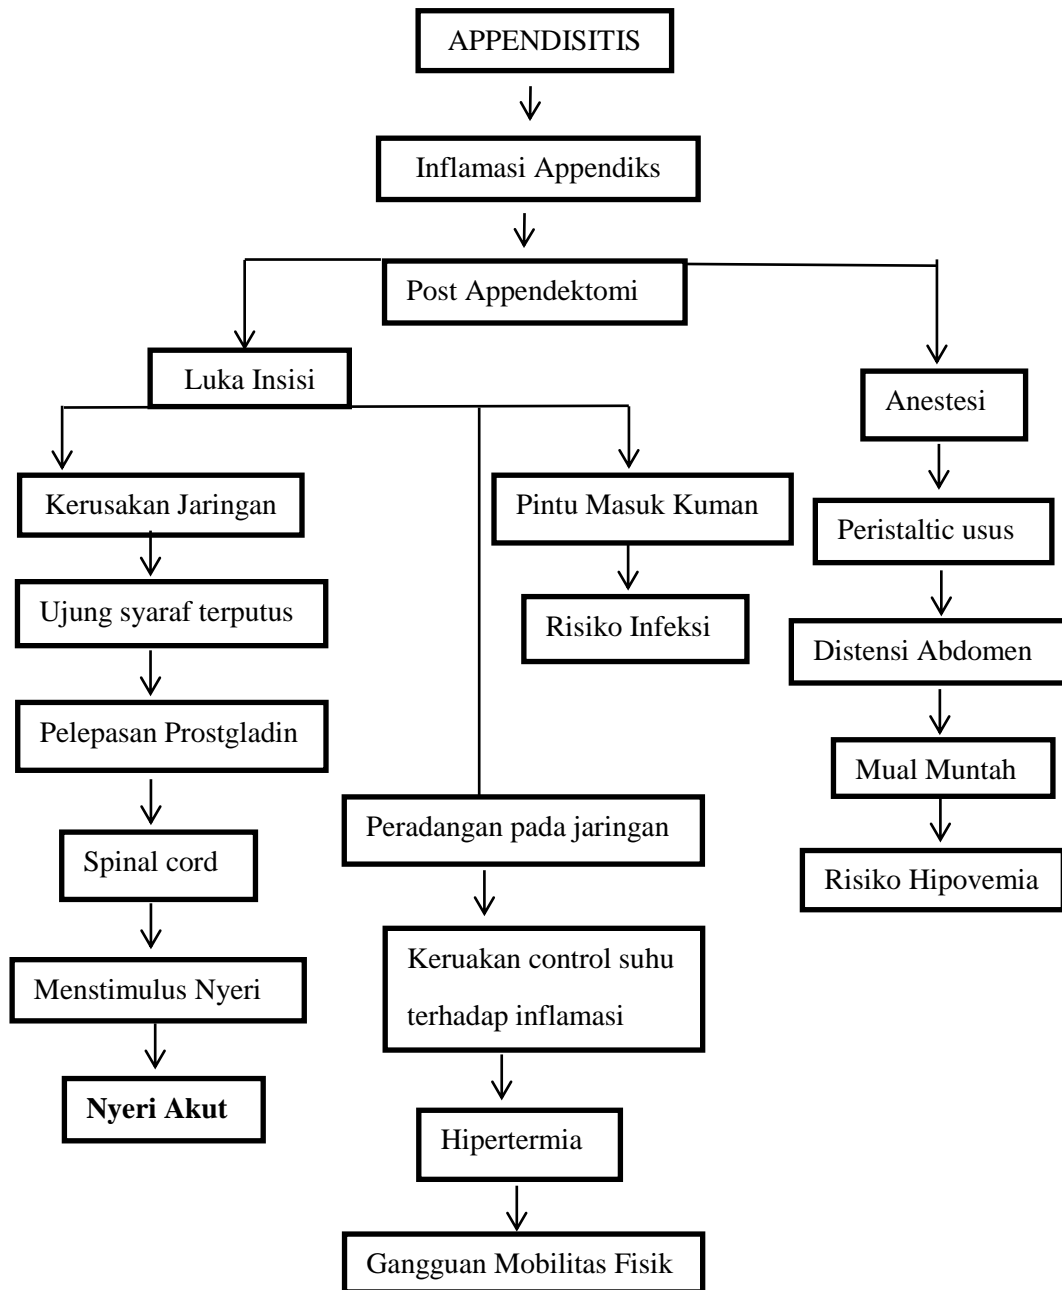 APPENDISITIS
Inflamasi Appendiks
Post Appendektomi
Luka Insisi
Anestesi
Kerusakan Jaringan
Pintu Masuk Kuman
Peristaltic usus
Ujung syaraf terputus
Risiko Infeksi
Distensi Abdomen
Pelepasan Prostgladin
Mual Muntah
Peradangan pada jaringan
Spinal cord
Risiko Hipovemia
Keruakan control suhu
terhadap inflamasi
Menstimulus Nyeri
Nyeri Akut
Hipertermia
Gangguan Mobilitas Fisik